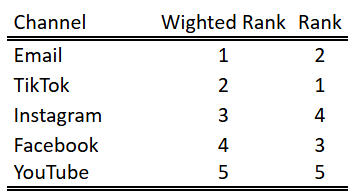 Channel Wighted Rank Rank
Email 1 2
TikTok 2 1
Instagram 3 4
Facebook 4 3
YouTube 5 5